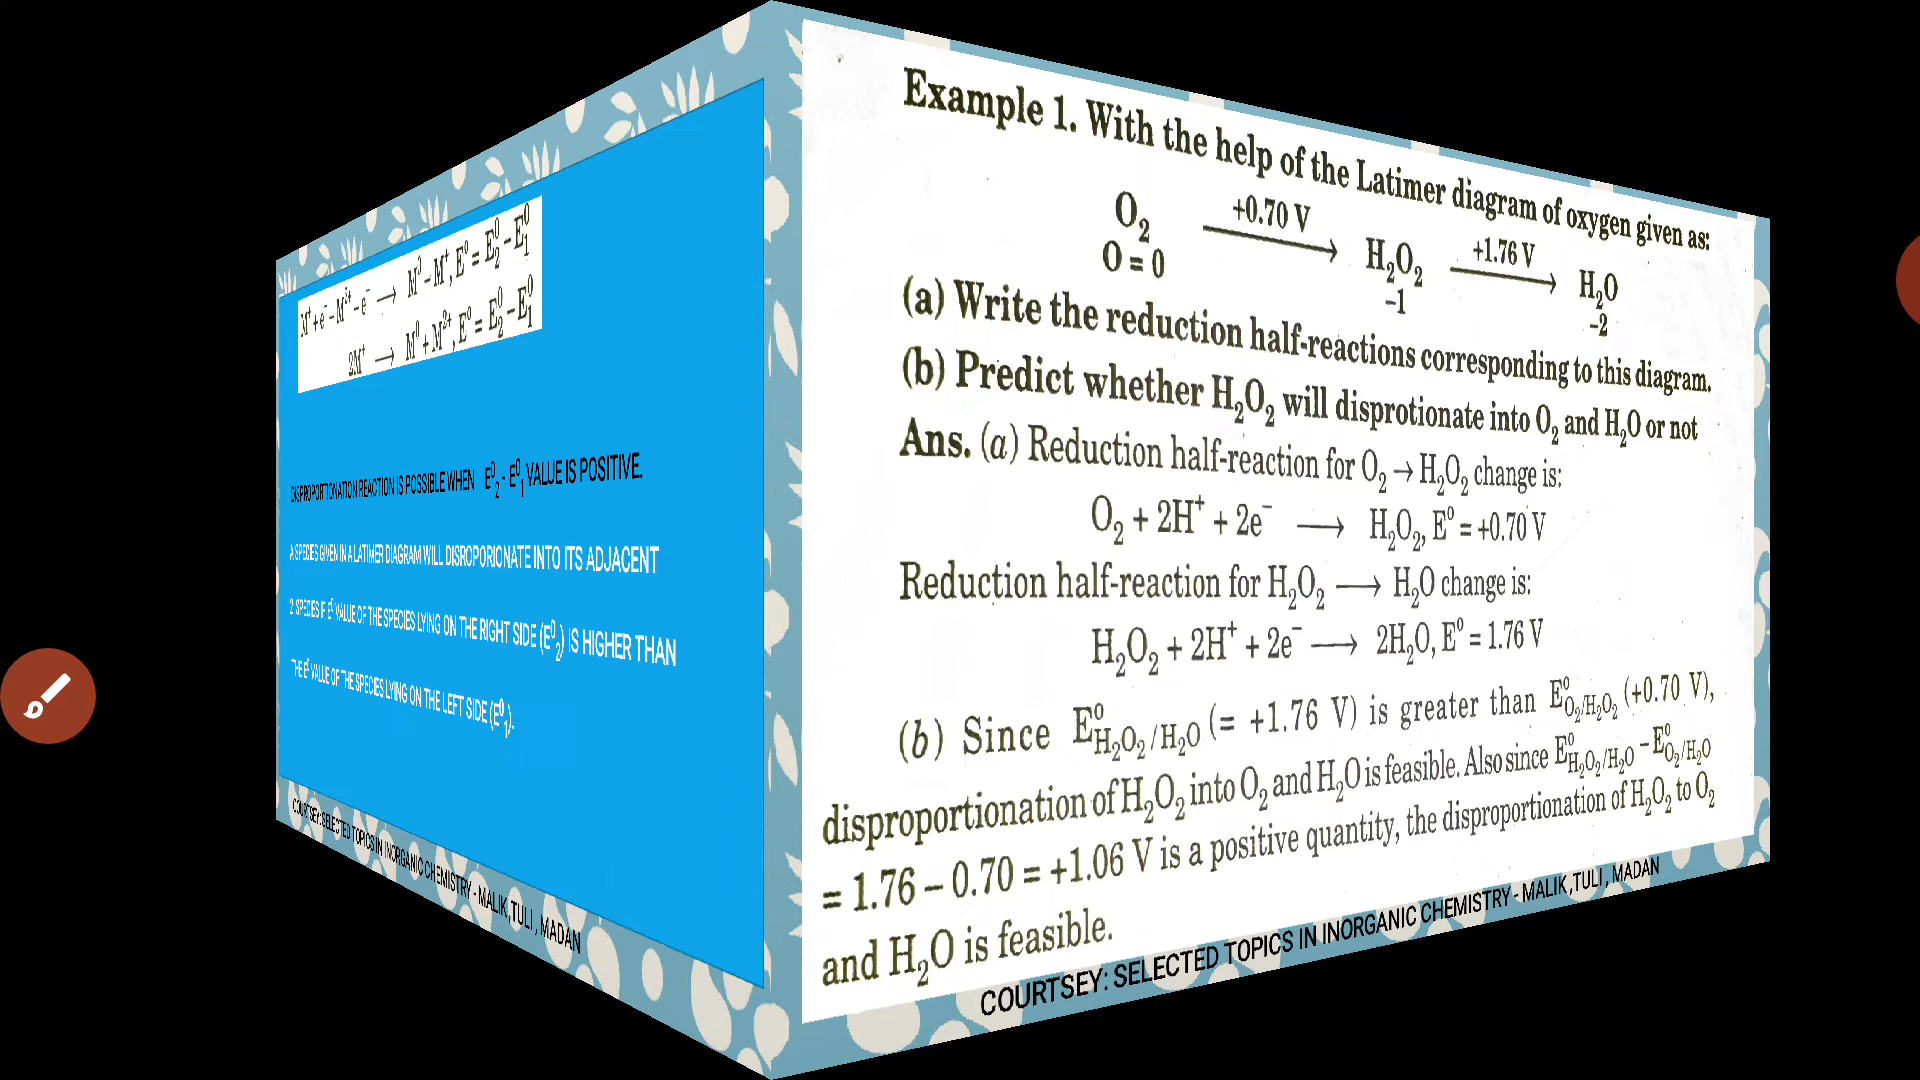 M⁺ + e⁻ – M²⁺ – e⁻ ⟶ M⁰ – M⁺, E° = E⁰₂ – E⁰₁
2M⁺ ⟶ M⁰ + M²⁺, E° = E⁰₂ – E⁰₁
DISPROPORTIONATION REACTION IS POSSIBLE WHEN E⁰₂ - E⁰₁ VALUE IS POSITIVE.
A SPECIES GIVEN IN A LATIMER DIAGRAM WILL DISROPORIONATE INTO ITS ADJACENT
2 SPECIES IF E⁰ VALUE OF THE SPECIES LYING ON THE RIGHT SIDE (E⁰₂) IS HIGHER THAN
THE E⁰ VALUE OF THE SPECIES LYING ON THE LEFT SIDE (E⁰₁).
COURTSEY: SELECTED TOPICS IN INORGANIC CHEMISTRY - MALIK,TULI, MADAN
Example 1. With the help of the Latimer diagram of oxygen given as:
O₂ +0.70 V ⟶ H₂O₂ +1.76 V ⟶ H₂O
O = 0 –1 –2
(a) Write the reduction half-reactions corresponding to this diagram.
(b) Predict whether H₂O₂ will disprotionate into O₂ and H₂O or not
Ans. (a) Reduction half-reaction for O₂ → H₂O₂ change is:
O₂ + 2H⁺ + 2e⁻ ⟶ H₂O₂, E° = +0.70 V
Reduction half-reaction for H₂O₂ ⟶ H₂O change is:
H₂O₂ + 2H⁺ + 2e⁻ ⟶ 2H₂O, E° = 1.76 V
(b) Since E°H₂O₂/H₂O (= +1.76 V) is greater than E°O₂/H₂O₂ (+0.70 V),
disproportionation of H₂O₂ into O₂ and H₂O is feasible. Also since E°H₂O₂/H₂O – E°O₂/H₂O
= 1.76 – 0.70 = +1.06 V is a positive quantity, the disproportionation of H₂O₂ to O₂
and H₂O is feasible.
COURTSEY: SELECTED TOPICS IN INORGANIC CHEMISTRY - MALIK,TULI, MADAN